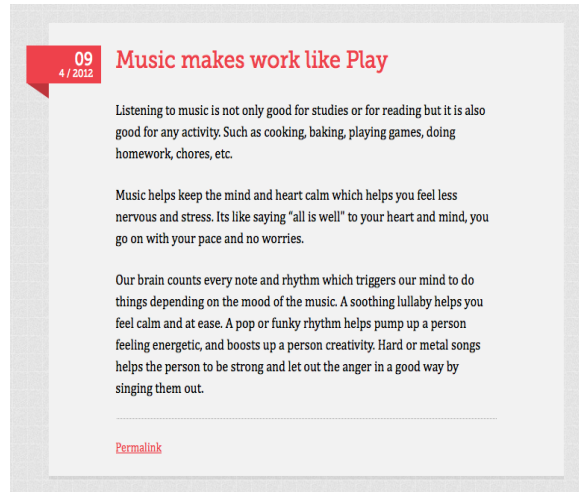 09
4 / 2012
Music makes work like Play
Listening to music is not only good for studies or for reading but it is also
good for any activity. Such as cooking, baking, playing games, doing
homework, chores, etc.
Music helps keep the mind and heart calm which helps you feel less
nervous and stress. Its like saying "all is well" to your heart and mind, you
go on with your pace and no worries.
Our brain counts every note and rhythm which triggers our mind to do
things depending on the mood of the music. A soothing lullaby helps you
feel calm and at ease. A pop or funky rhythm helps pump up a person
feeling energetic, and boosts up a person creativity. Hard or metal songs
helps the person to be strong and let out the anger in a good way by
singing them out.
Permalink